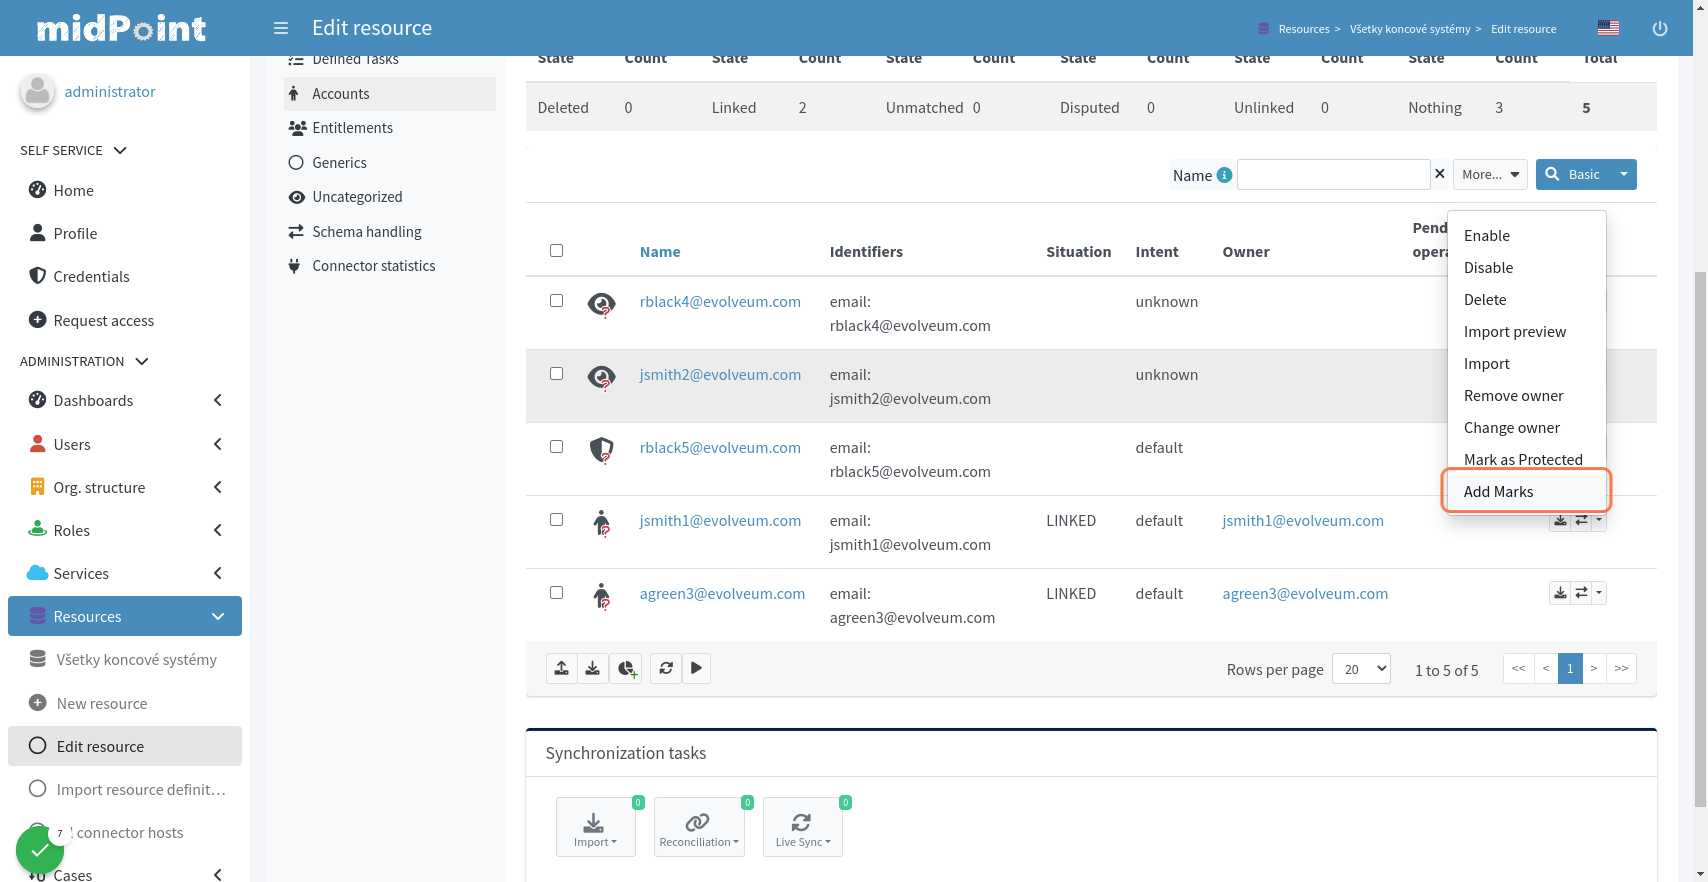 midPoint
Edit resource
Resources > Všetky koncové systémy > Edit resource
administrator
SELF SERVICE
Home
Profile
Credentials
Request access
ADMINISTRATION
Dashboards
Users
Org. structure
Roles
Services
Resources
Všetky koncové systémy
New resource
Edit resource
Import resource definit...
connector hosts
7
Cases
Defined Tasks
Accounts
Entitlements
Generics
Uncategorized
Schema handling
Connector statistics
State Count State Count State Count State Count State Count State Count Total
Deleted 0 Linked 2 Unmatched 0 Disputed 0 Unlinked 0 Nothing 3 5
Name More... Basic
Name Identifiers Situation Intent Owner
Pend
opera
rblack4@evolveum.com email: unknown
rblack4@evolveum.com
jsmith2@evolveum.com email: unknown
jsmith2@evolveum.com
rblack5@evolveum.com email: default
rblack5@evolveum.com
jsmith1@evolveum.com email: LINKED default jsmith1@evolveum.com
jsmith1@evolveum.com
agreen3@evolveum.com email: LINKED default agreen3@evolveum.com
agreen3@evolveum.com
Enable
Disable
Delete
Import preview
Import
Remove owner
Change owner
Mark as Protected
Add Marks
Rows per page 20 1 to 5 of 5 << < 1 > >>
Synchronization tasks
0 0 0
Import Reconciliation Live Sync